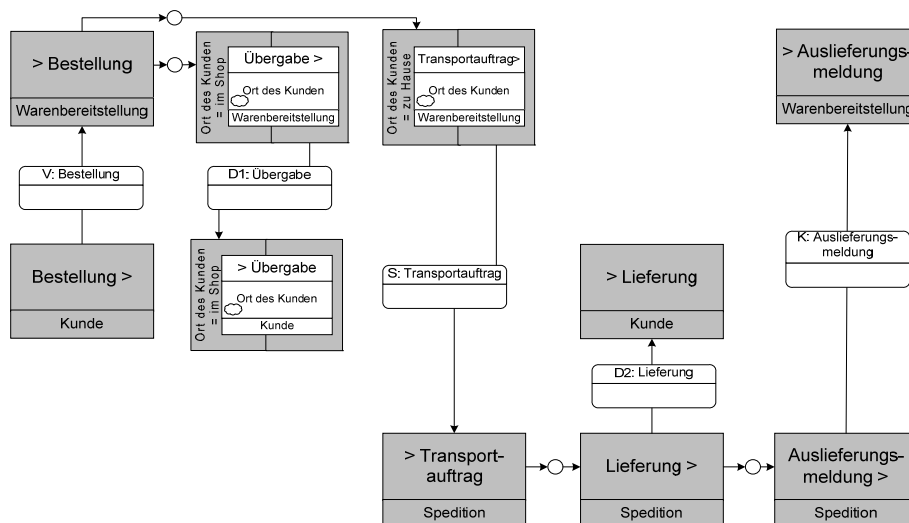 > Bestellung
Warenbereitstellung
Ort des Kunden
= im Shop
Übergabe >
Ort des Kunden
Warenbereitstellung
Ort des Kunden
= zu Hause
Transportauftrag>
Ort des Kunden
Warenbereitstellung
> Auslieferungs-
meldung
Warenbereitstellung
V: Bestellung
D1: Übergabe
K: Auslieferungs-
meldung
Bestellung >
Kunde
Ort des Kunden
= im Shop
> Übergabe
Ort des Kunden
Kunde
S: Transportauftrag
> Lieferung
Kunde
D2: Lieferung
> Transport-
auftrag
Spedition
Lieferung >
Spedition
Auslieferungs-
meldung >
Spedition